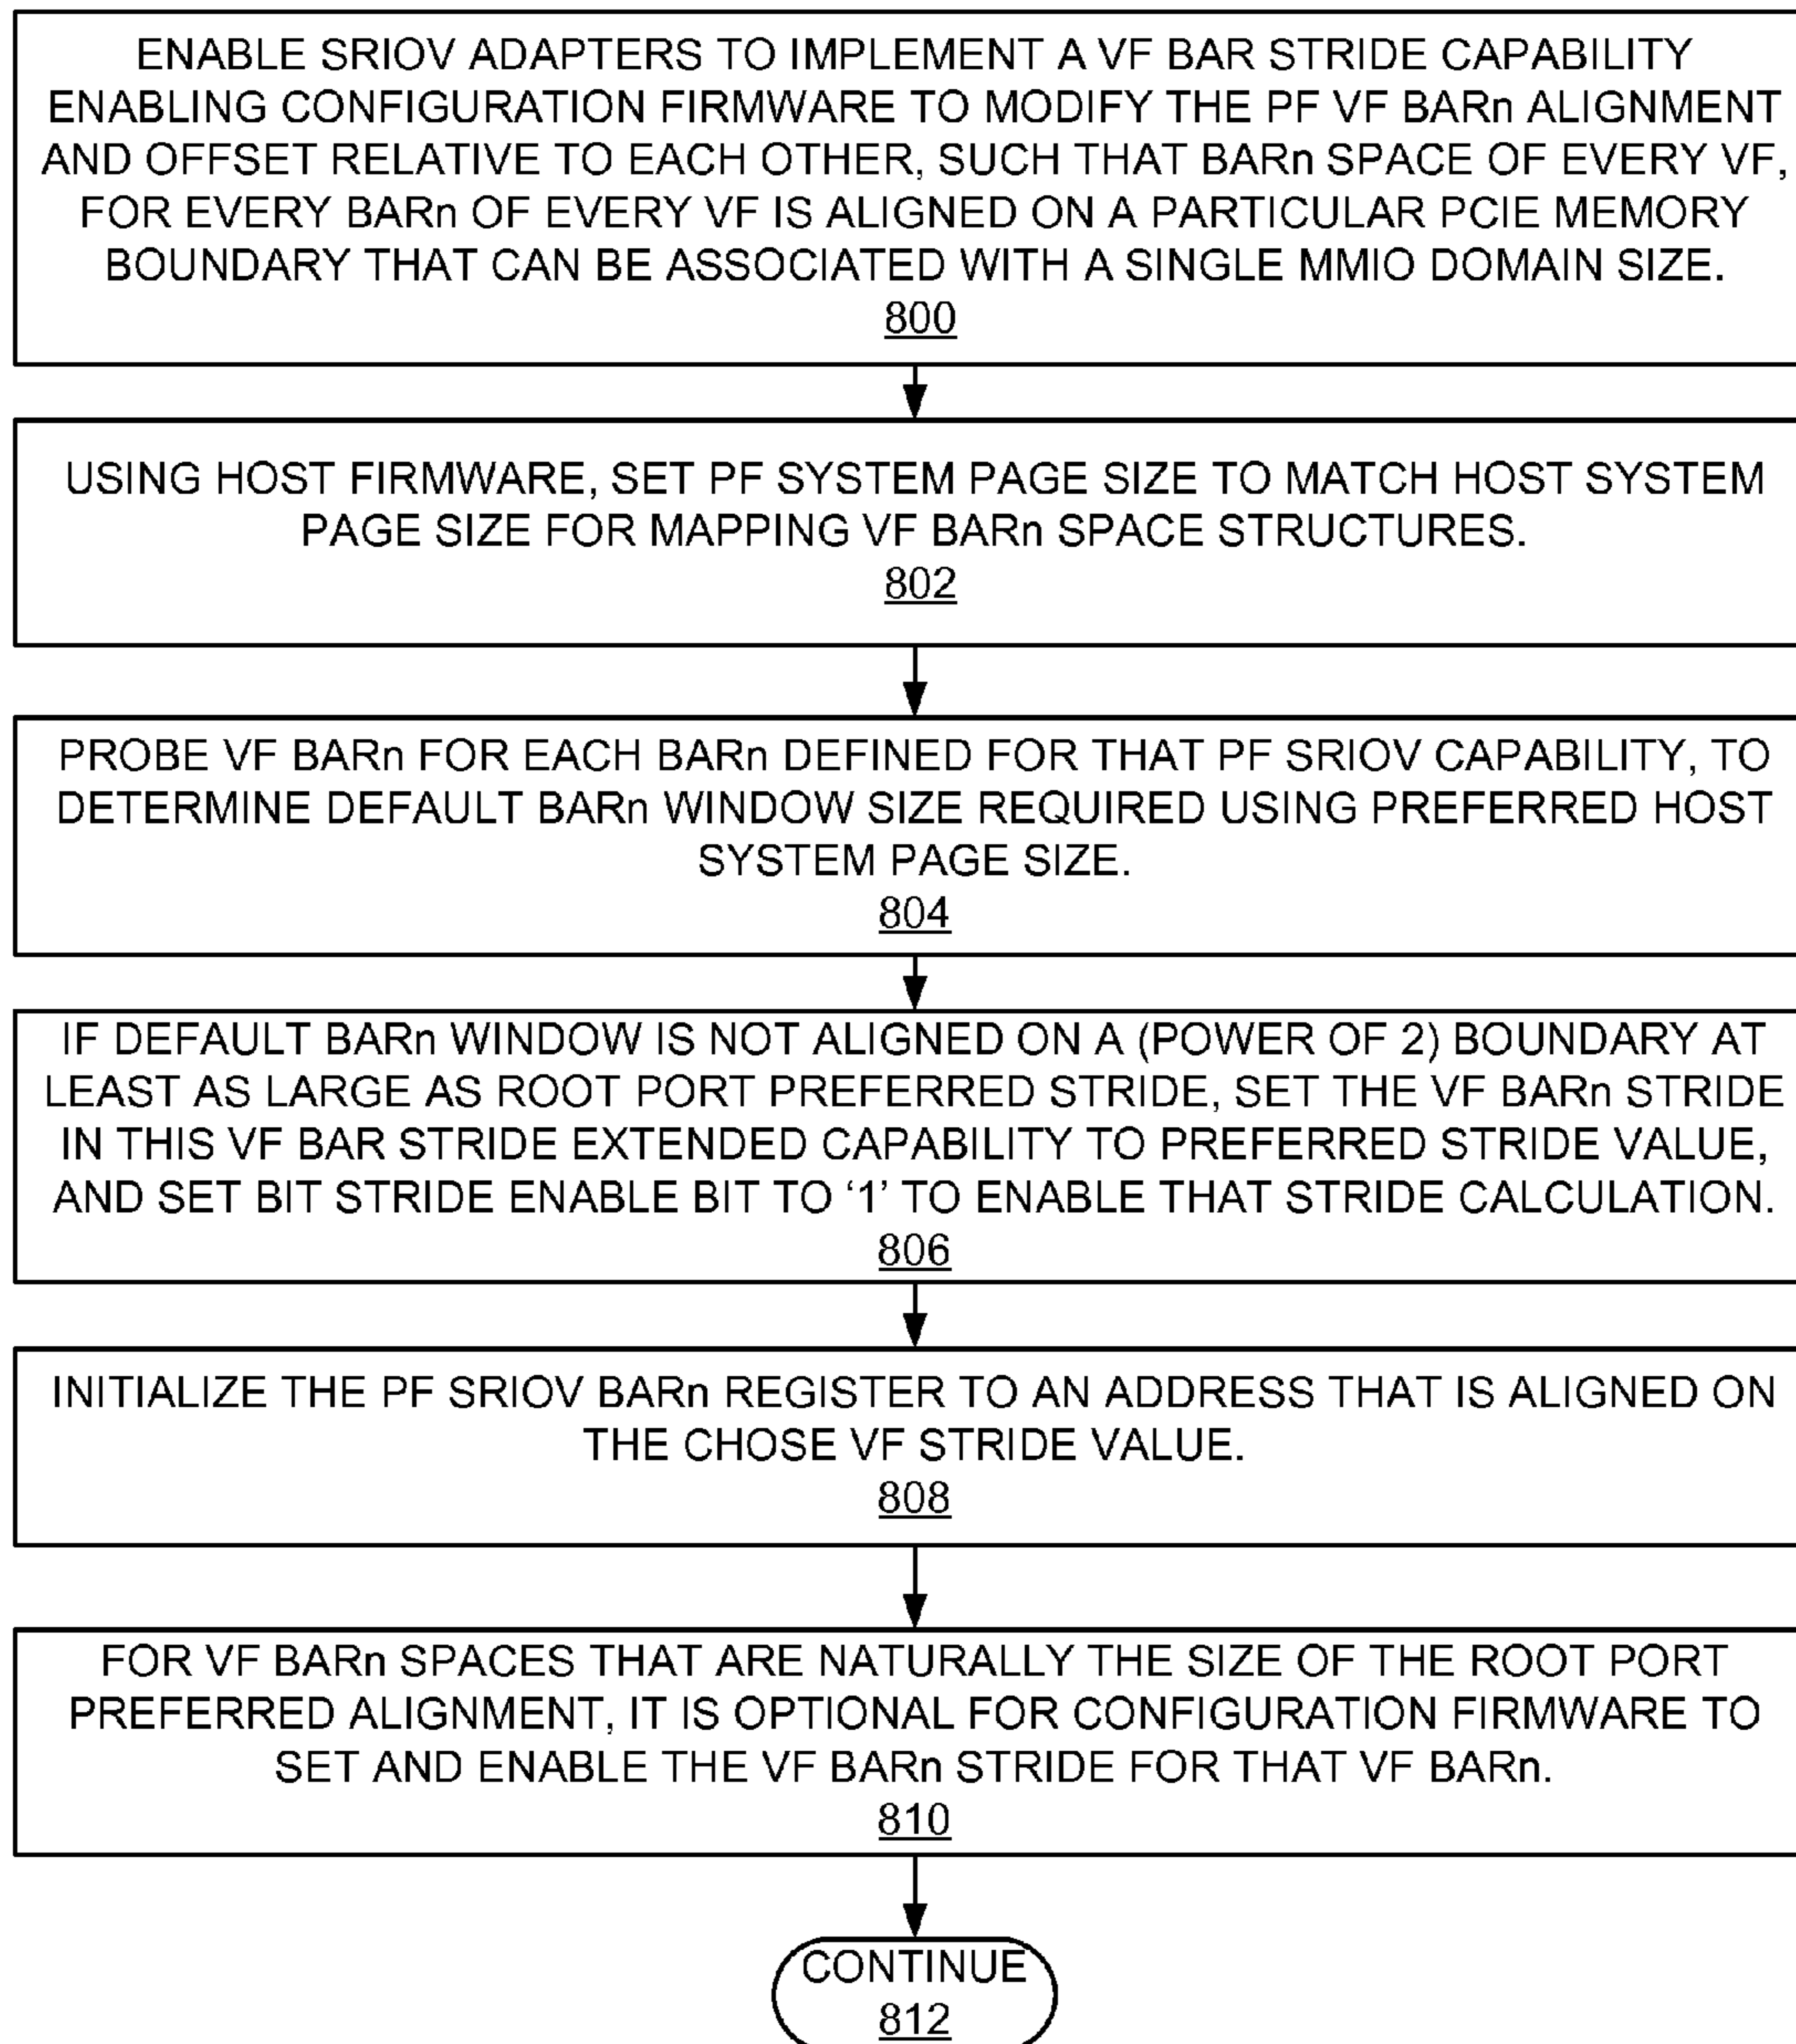 ENABLE SRIOV ADAPTERS TO IMPLEMENT A VF BAR STRIDE CAPABILITY
ENABLING CONFIGURATION FIRMWARE TO MODIFY THE PF VF BARn ALIGNMENT
AND OFFSET RELATIVE TO EACH OTHER, SUCH THAT BARn SPACE OF EVERY VF,
FOR EVERY BARn OF EVERY VF IS ALIGNED ON A PARTICULAR PCIE MEMORY
BOUNDARY THAT CAN BE ASSOCIATED WITH A SINGLE MMIO DOMAIN SIZE.
800
USING HOST FIRMWARE, SET PF SYSTEM PAGE SIZE TO MATCH HOST SYSTEM
PAGE SIZE FOR MAPPING VF BARn SPACE STRUCTURES.
802
PROBE VF BARn FOR EACH BARn DEFINED FOR THAT PF SRIOV CAPABILITY, TO
DETERMINE DEFAULT BARn WINDOW SIZE REQUIRED USING PREFERRED HOST
SYSTEM PAGE SIZE.
804
IF DEFAULT BARn WINDOW IS NOT ALIGNED ON A (POWER OF 2) BOUNDARY AT
LEAST AS LARGE AS ROOT PORT PREFERRED STRIDE, SET THE VF BARn STRIDE
IN THIS VF BAR STRIDE EXTENDED CAPABILITY TO PREFERRED STRIDE VALUE,
AND SET BIT STRIDE ENABLE BIT TO ‘1’ TO ENABLE THAT STRIDE CALCULATION.
806
INITIALIZE THE PF SRIOV BARn REGISTER TO AN ADDRESS THAT IS ALIGNED ON
THE CHOSE VF STRIDE VALUE.
808
FOR VF BARn SPACES THAT ARE NATURALLY THE SIZE OF THE ROOT PORT
PREFERRED ALIGNMENT, IT IS OPTIONAL FOR CONFIGURATION FIRMWARE TO
SET AND ENABLE THE VF BARn STRIDE FOR THAT VF BARn.
810
CONTINUE
812